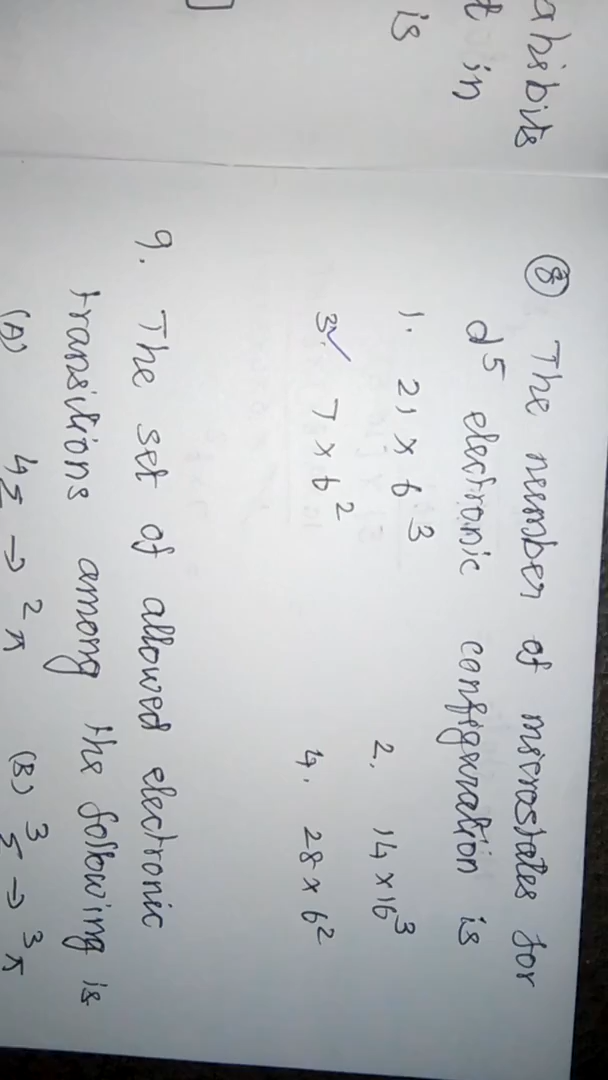 ahibits
t in
is
⑧ The number of microstates for
d⁵ electronic configuration is
1. 21 × 6³ 2. 14 × 16³
3✓ 7 × 6² 4. 28 × 6²
9. The set of allowed electronic
transitions among the following is
(A) ⁴Σ → ²π (B) ³Σ → ³π